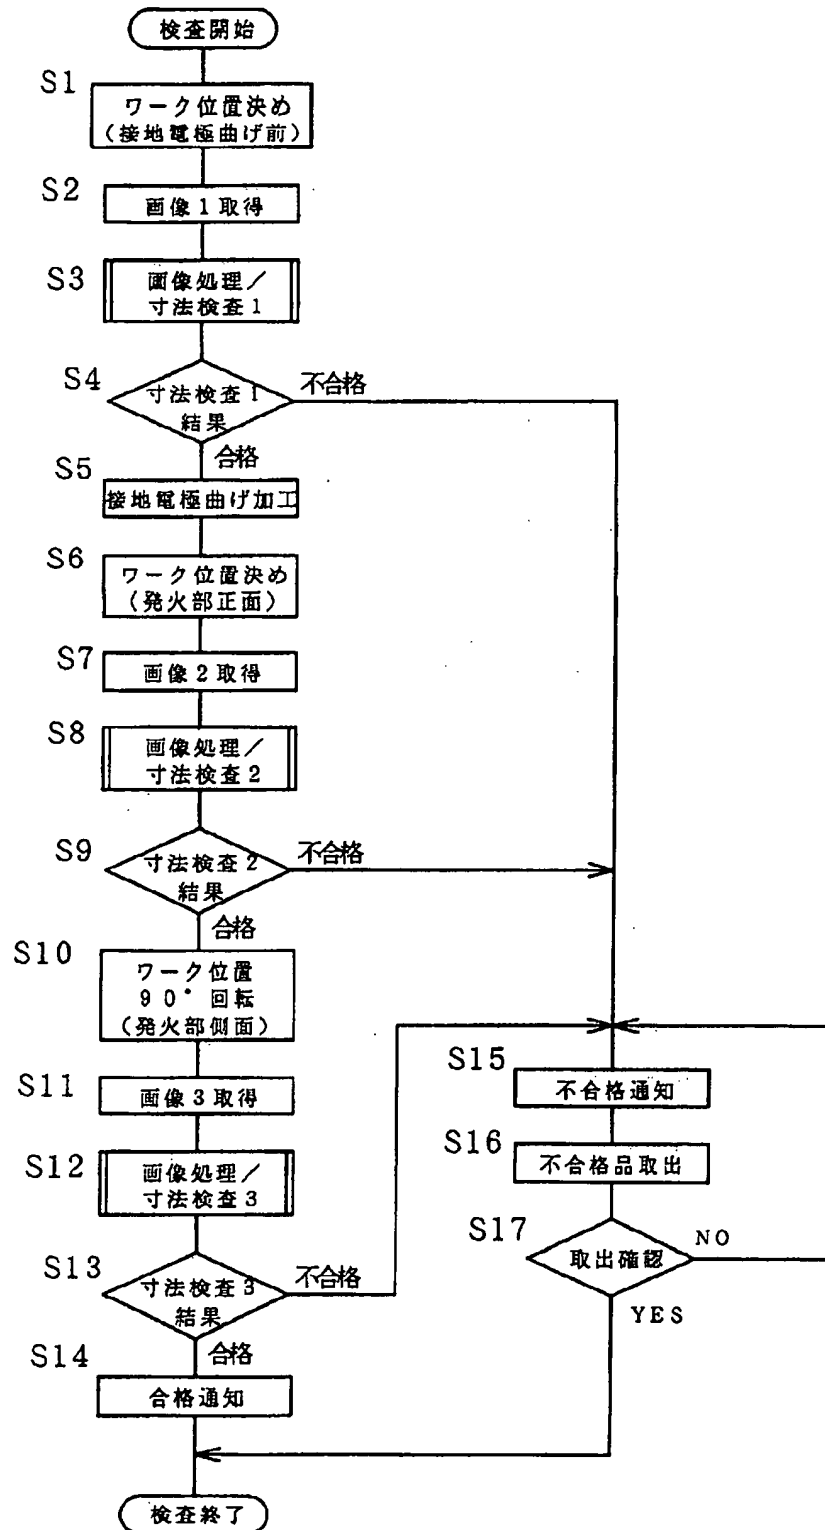 検査開始
S1
ワーク位置決め
(接地電極曲げ前)
S2
画像1取得
S3
画像処理/
寸法検査1
S4
寸法検査1
結果
不合格
合格
S5
接地電極曲げ加工
S6
ワーク位置決め
(発火部正面)
S7
画像2取得
S8
画像処理/
寸法検査2
S9
寸法検査2
結果
不合格
合格
S10
ワーク位置
90°回転
(発火部側面)
S11
画像3取得
S12
画像処理/
寸法検査3
S13
寸法検査3
結果
不合格
合格
S14
合格通知
S15
不合格通知
S16
不合格品取出
S17
取出確認
NO
YES
検査終了